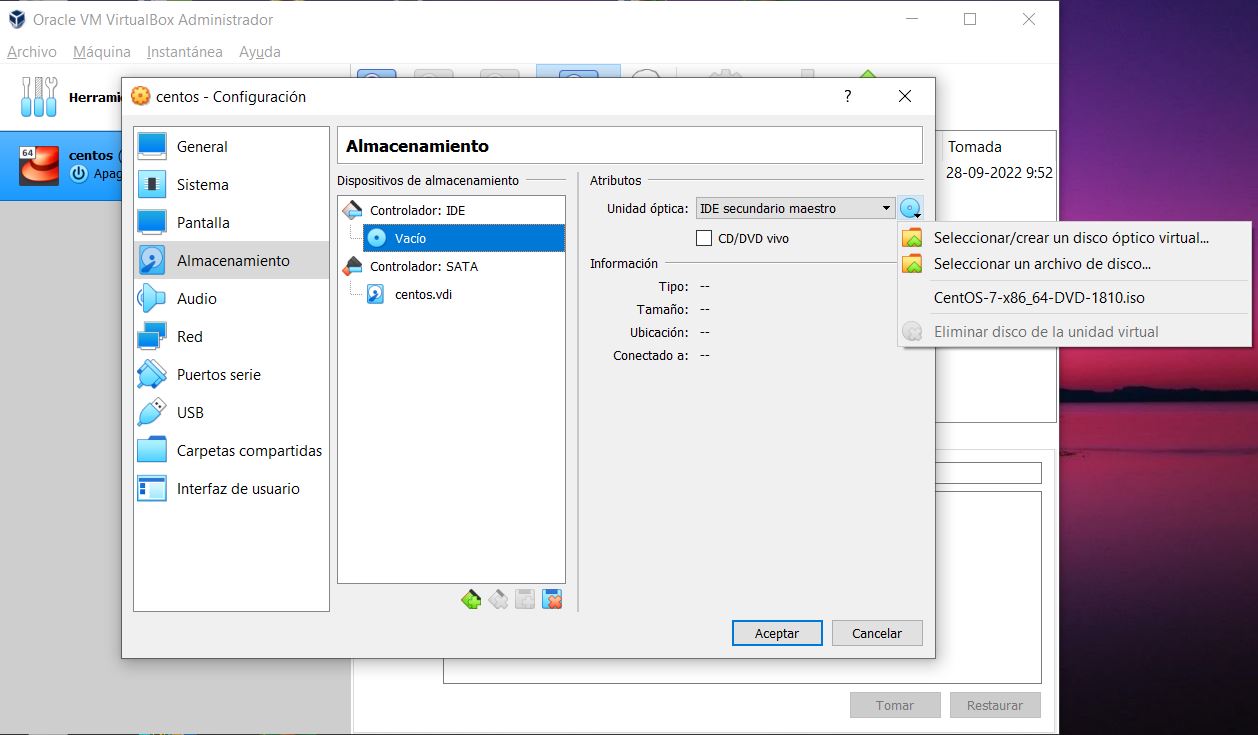 Oracle VM VirtualBox Administrador
Archivo Máquina Instantánea Ayuda
Herrami
64
centos (
Apag
Tomada
28-09-2022 9:52
centos - Configuración
?
General
Sistema
Pantalla
Almacenamiento
Audio
Red
Puertos serie
USB
Carpetas compartidas
Interfaz de usuario
Almacenamiento
Dispositivos de almacenamiento
Controlador: IDE
Vacío
Controlador: SATA
centos.vdi
Atributos
Unidad óptica: IDE secundario maestro
CD/DVD vivo
Información
Tipo: --
Tamaño: --
Ubicación: --
Conectado a: --
Seleccionar/crear un disco óptico virtual...
Seleccionar un archivo de disco...
CentOS-7-x86_64-DVD-1810.iso
Eliminar disco de la unidad virtual
Aceptar Cancelar
Tomar Restaurar